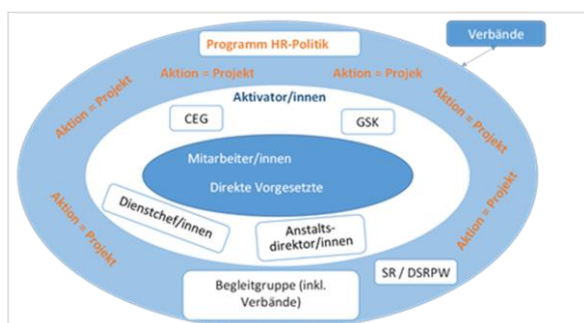 Programm HR-Politik
Verbände
Aktion = Projekt
Aktion = Projek
Aktion = Projekt
Aktion = Projekt
Aktivator/innen
CEG
GSK
Mitarbeiter/innen
Direkte Vorgesetzte
Dienstchef/innen
Anstalts-
direktor/innen
Aktion = Projekt
Aktion = Projekt
SR / DSRPW
Begleitgruppe (inkl.
Verbände)